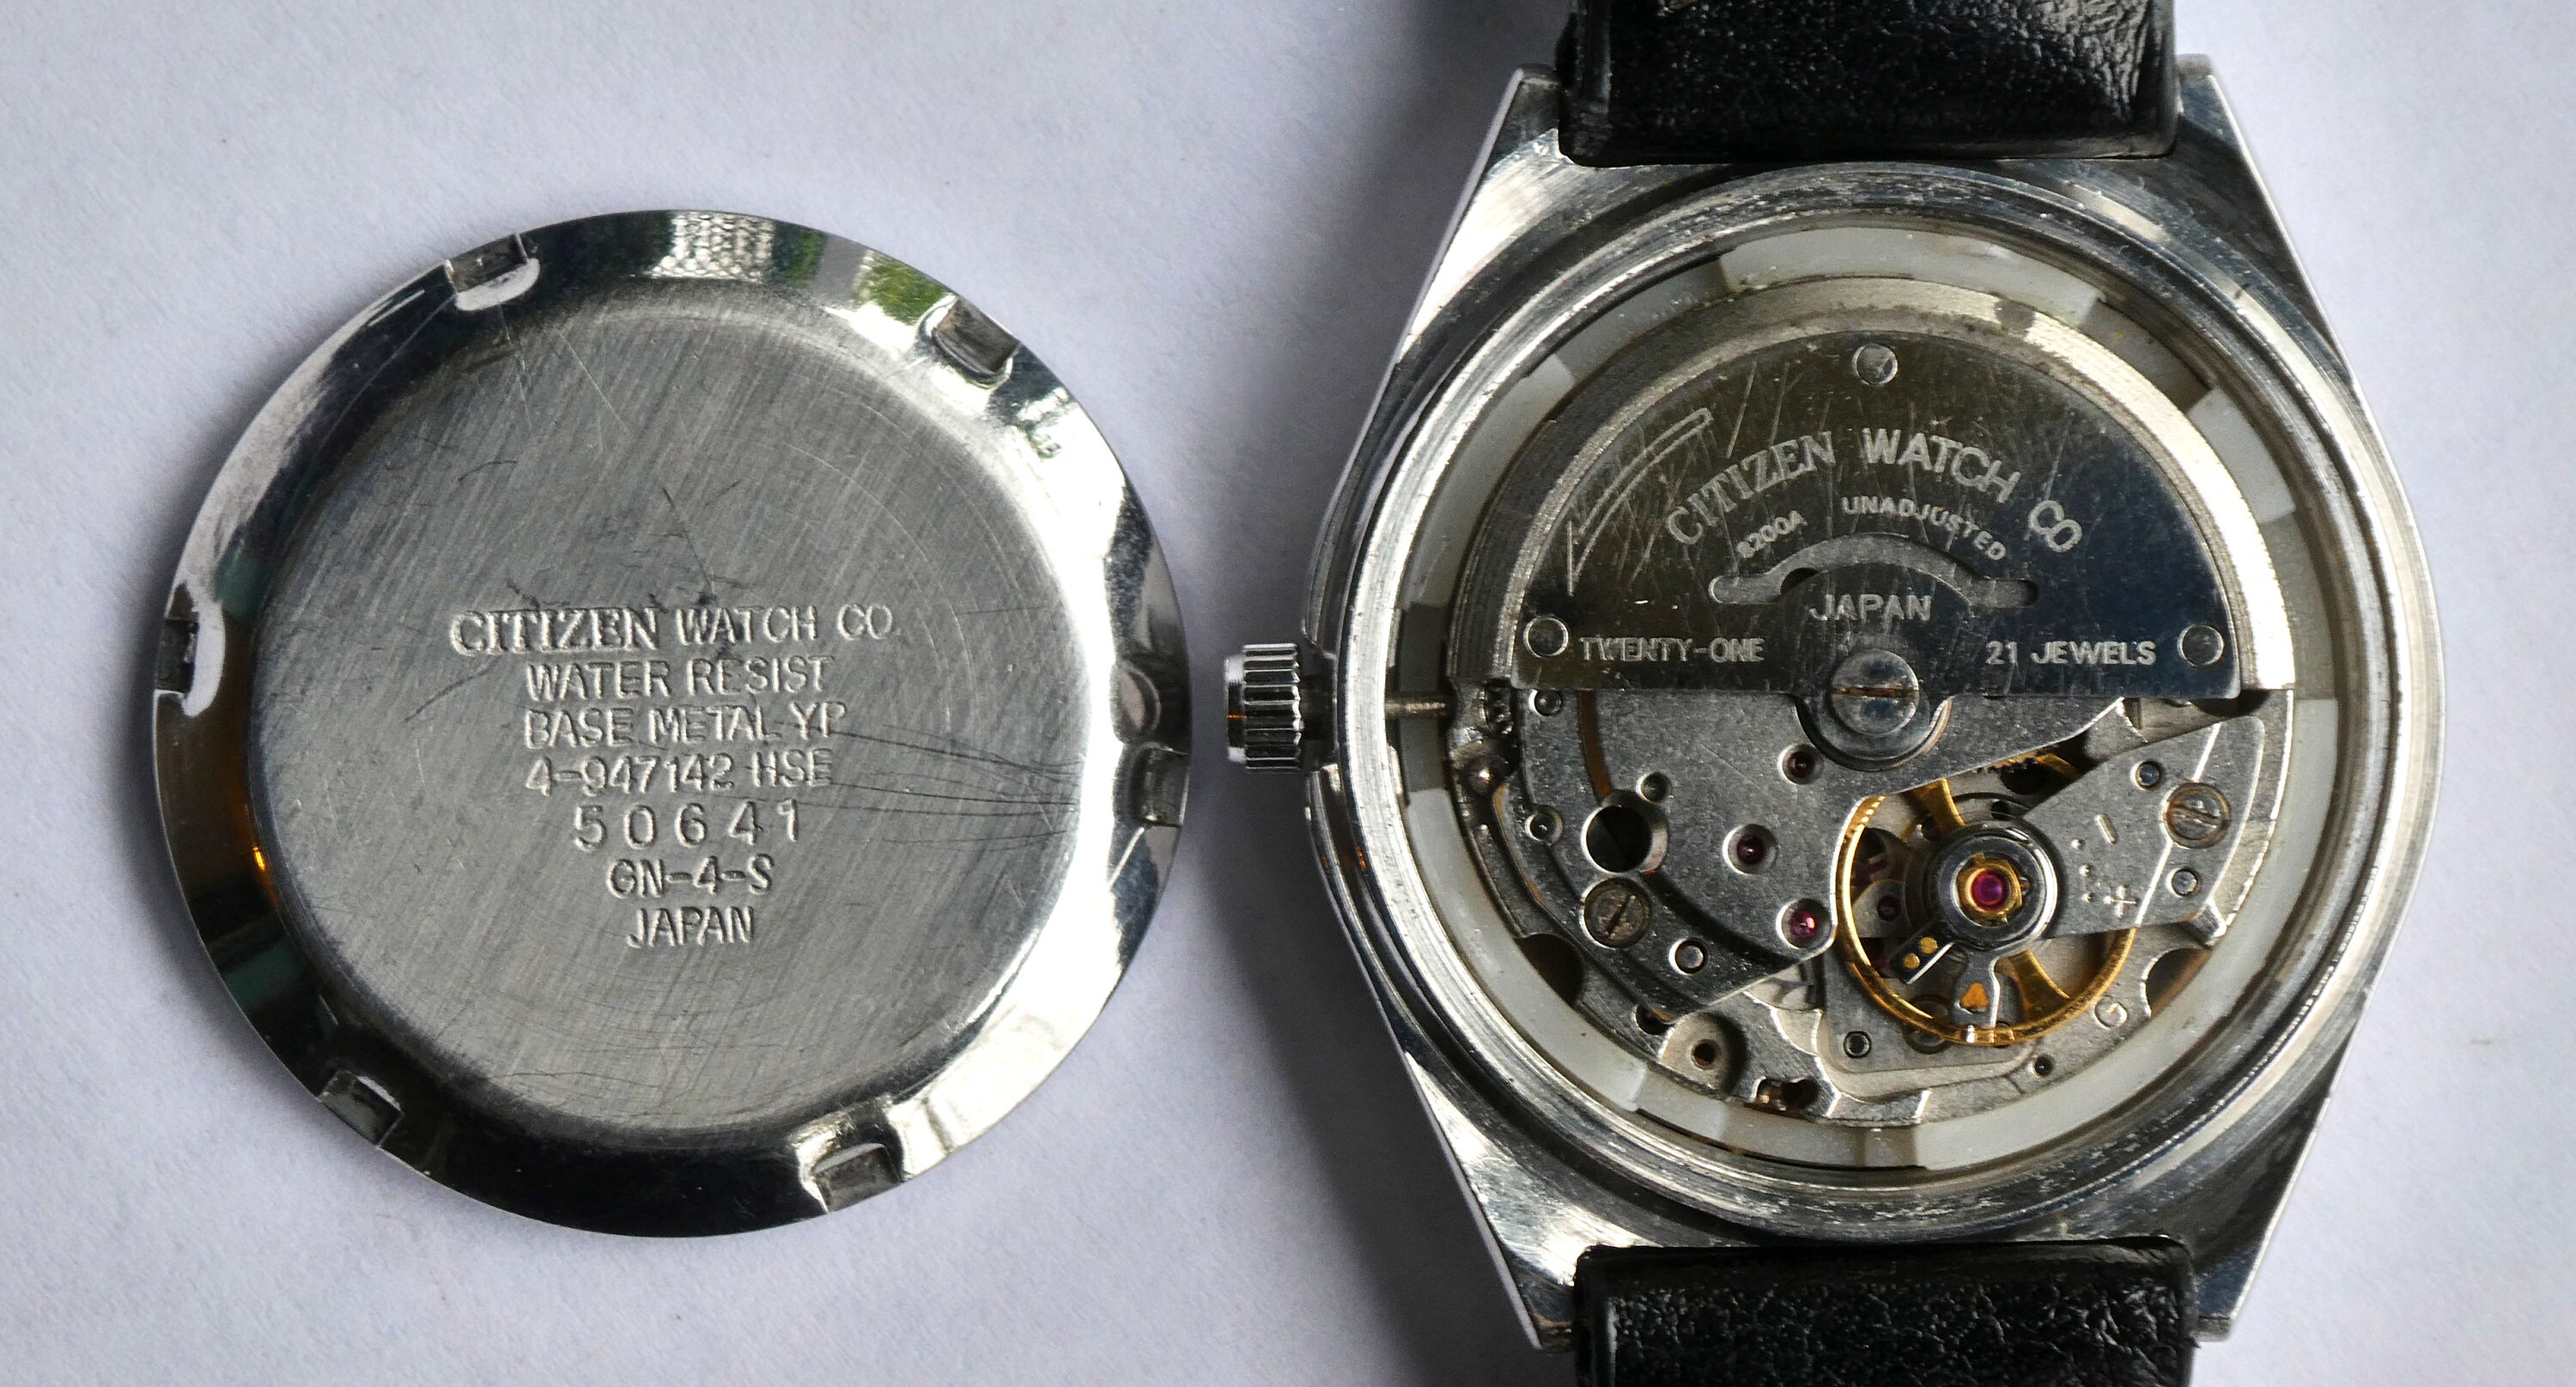 CITIZEN WATCH CO
WATER RESIST
BASE METAL YP
4-947142 HSE
50641
GN-4-S
JAPAN
CITIZEN WATCH CO
8200A UNADJUSTED
JAPAN
TWENTY-ONE 21 JEWELS
- +
G